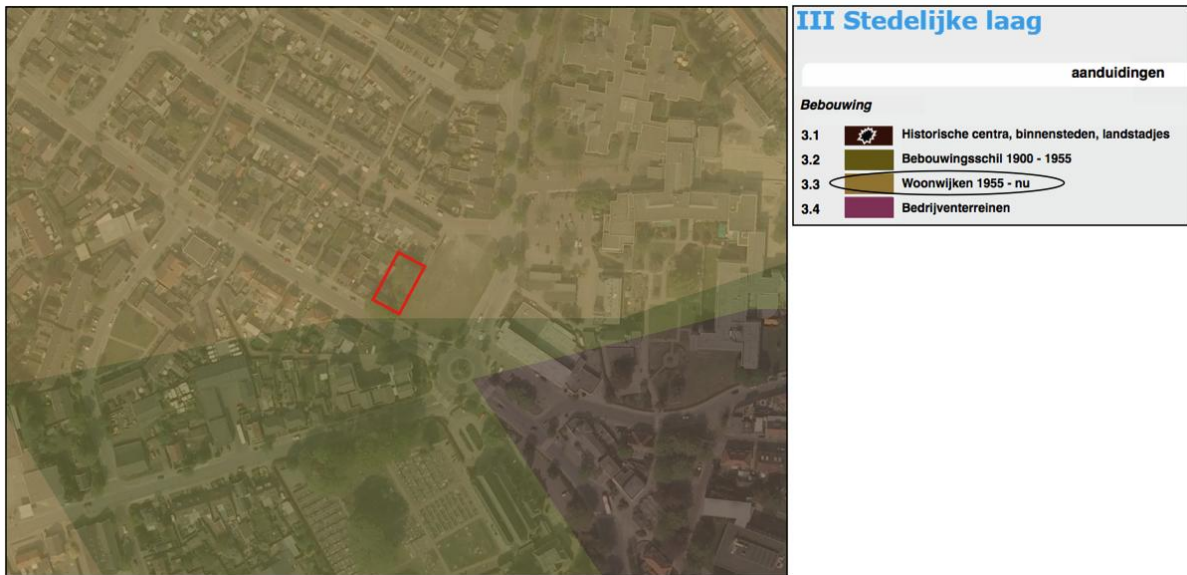 III Stedelijke laag
aanduidingen
Bebouwing
3.1 Historische centra, binnensteden, landstadjes
3.2 Bebouwingsschil 1900 - 1955
3.3 Woonwijken 1955 - nu
3.4 Bedrijventerreinen